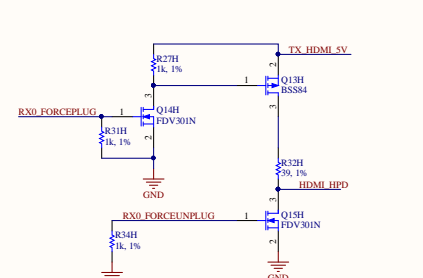 TX_HDMI_5V
R27H
1k, 1%
2
1
Q13H
BSS84
3
3
RX0_FORCEPLUG
1
Q14H
FDV301N
R31H
1k, 1%
2
R32H
39, 1%
GND
HDMI_HPD
3
RX0_FORCEUNPLUG
1
Q15H
FDV301N
R34H
1k, 1%
2
GND